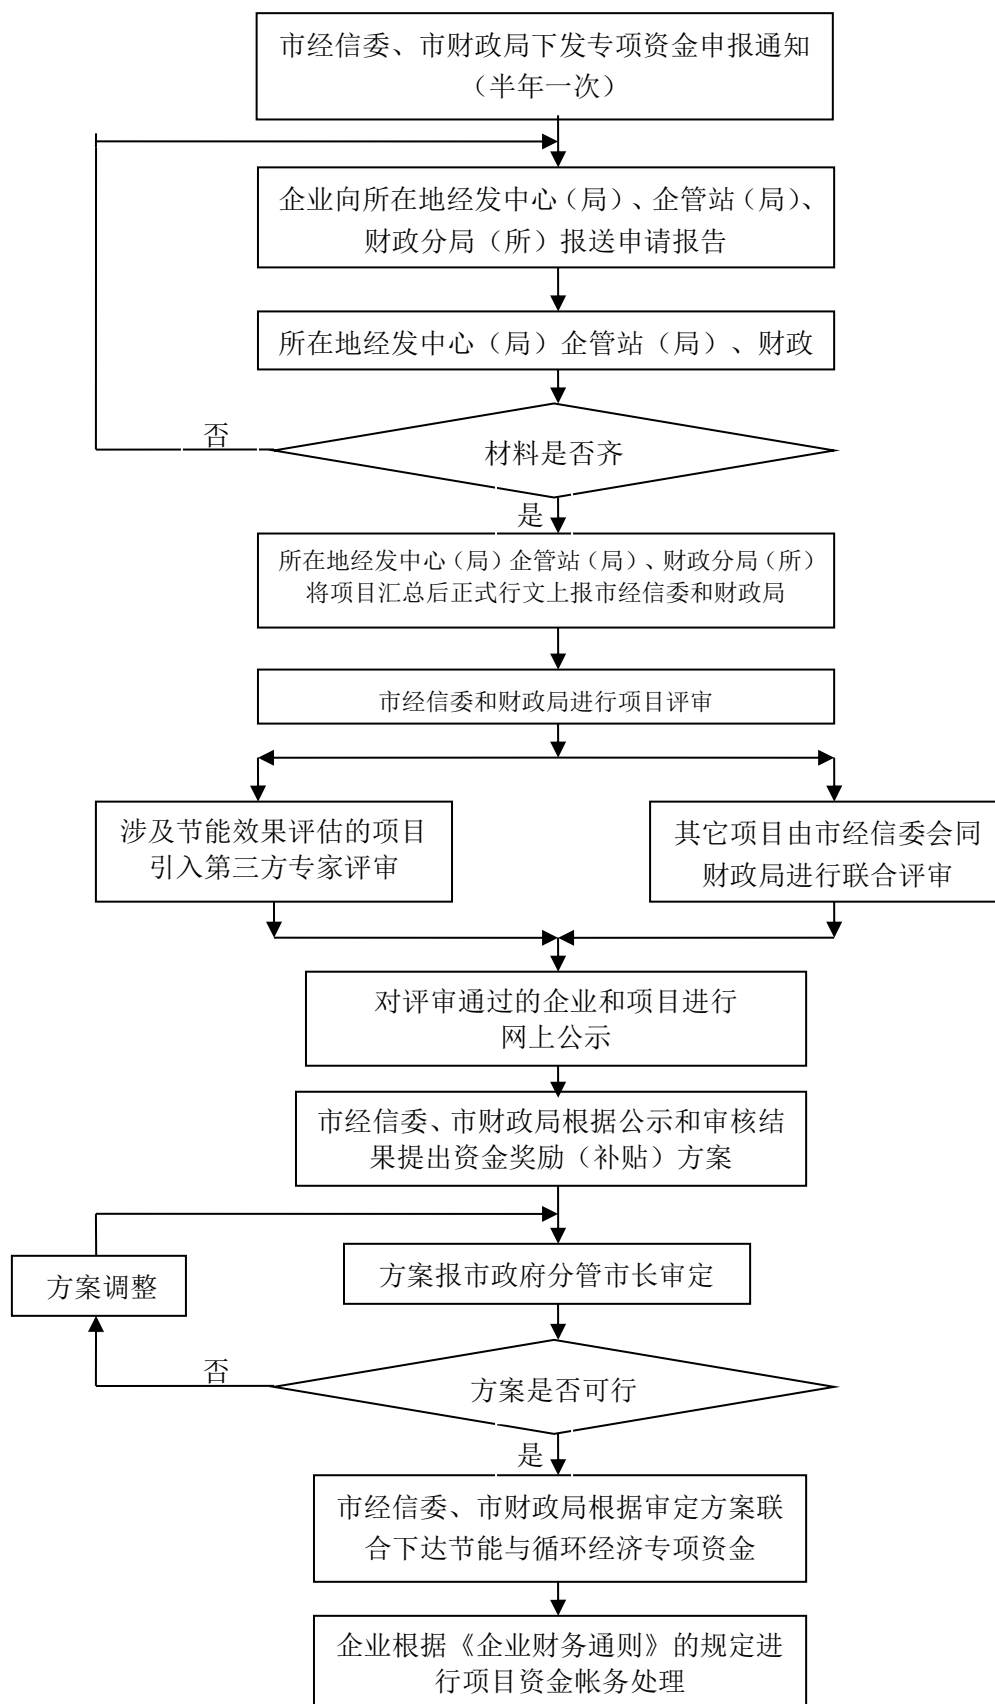 市经信委、市财政局下发专项资金申报通知
（半年一次）
企业向所在地经发中心（局）、企管站（局）、
财政分局（所）报送申请报告
所在地经发中心（局）企管站（局）、财政
否
材料是否齐
是
所在地经发中心（局）企管站（局）、财政分局（所）
将项目汇总后正式行文上报市经信委和财政局
市经信委和财政局进行项目评审
涉及节能效果评估的项目
引入第三方专家评审
其它项目由市经信委会同
财政局进行联合评审
对评审通过的企业和项目进行
网上公示
市经信委、市财政局根据公示和审核结
果提出资金奖励（补贴）方案
方案调整
方案报市政府分管市长审定
否
方案是否可行
是
市经信委、市财政局根据审定方案联
合下达节能与循环经济专项资金
企业根据《企业财务通则》的规定进
行项目资金帐务处理